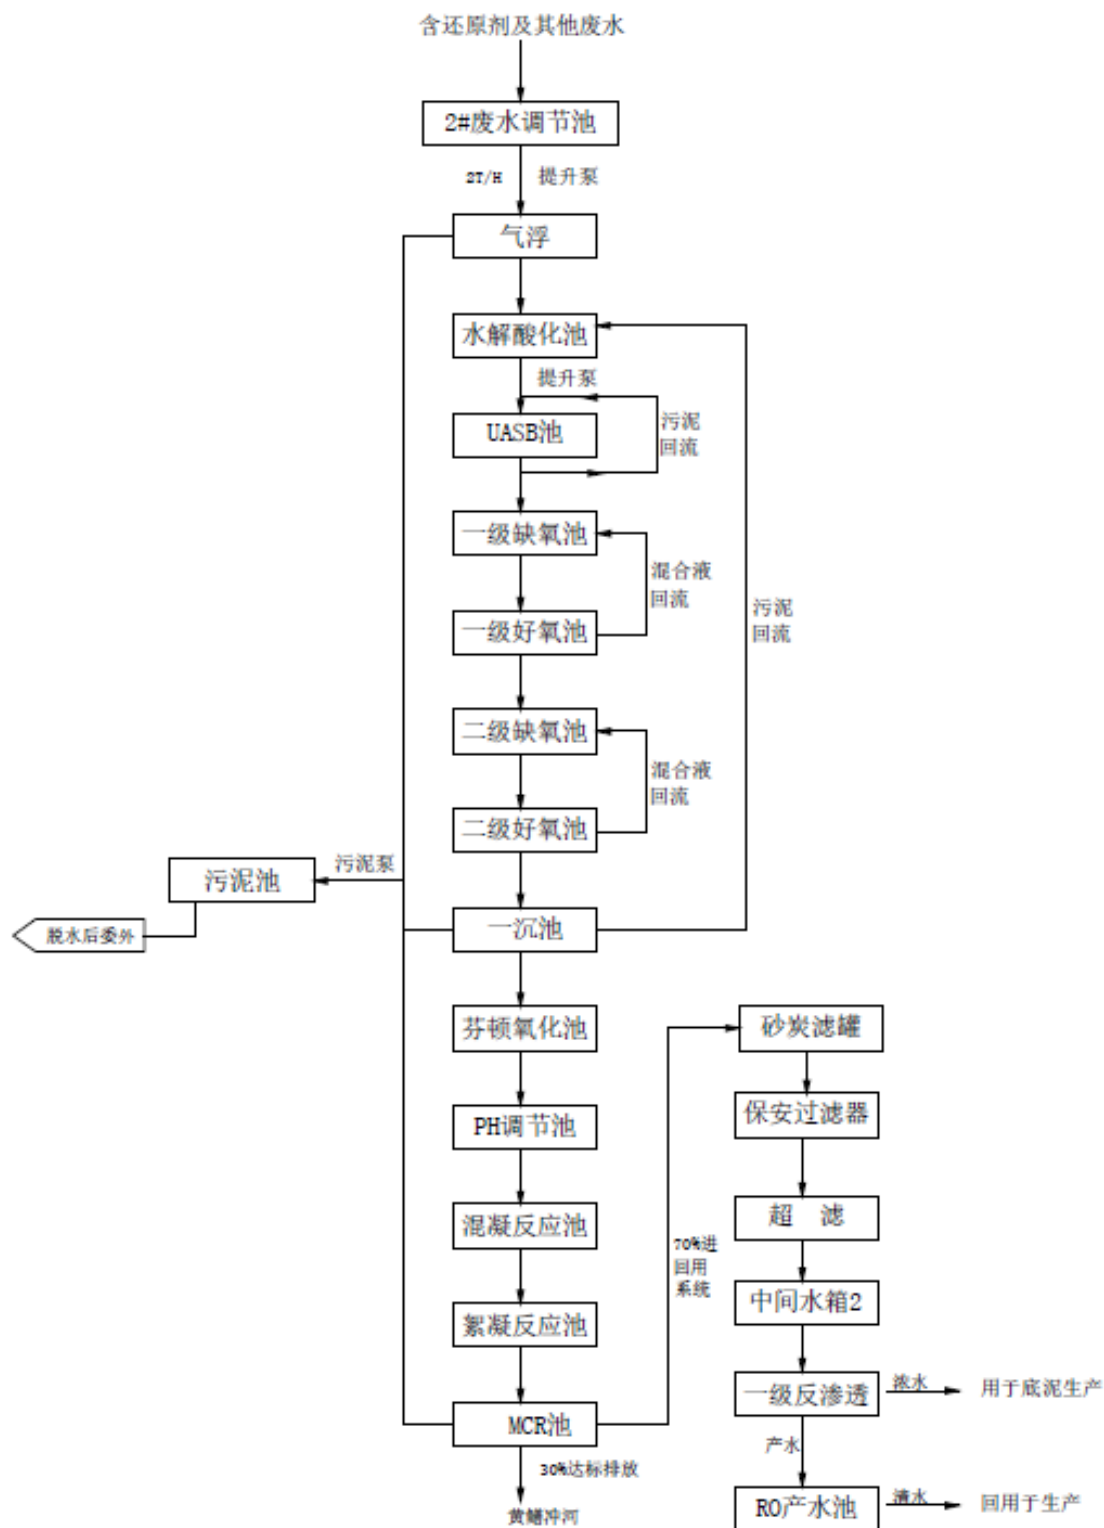 含还原剂及其他废水
2#废水调节池
2T/H
提升泵
气浮
水解酸化池
提升泵
UASB池
污泥
回流
一级缺氧池
混合液
回流
一级好氧池
污泥
回流
二级缺氧池
混合液
回流
二级好氧池
污泥池
污泥泵
脱水后委外
一沉池
芬顿氧化池
PH调节池
混凝反应池
絮凝反应池
MCR池
30%达标排放
黄鳝冲河
70%进
回用
系统
砂炭滤罐
保安过滤器
超 滤
中间水箱2
一级反渗透
浓水
用于底泥生产
产水
RO产水池
清水
回用于生产